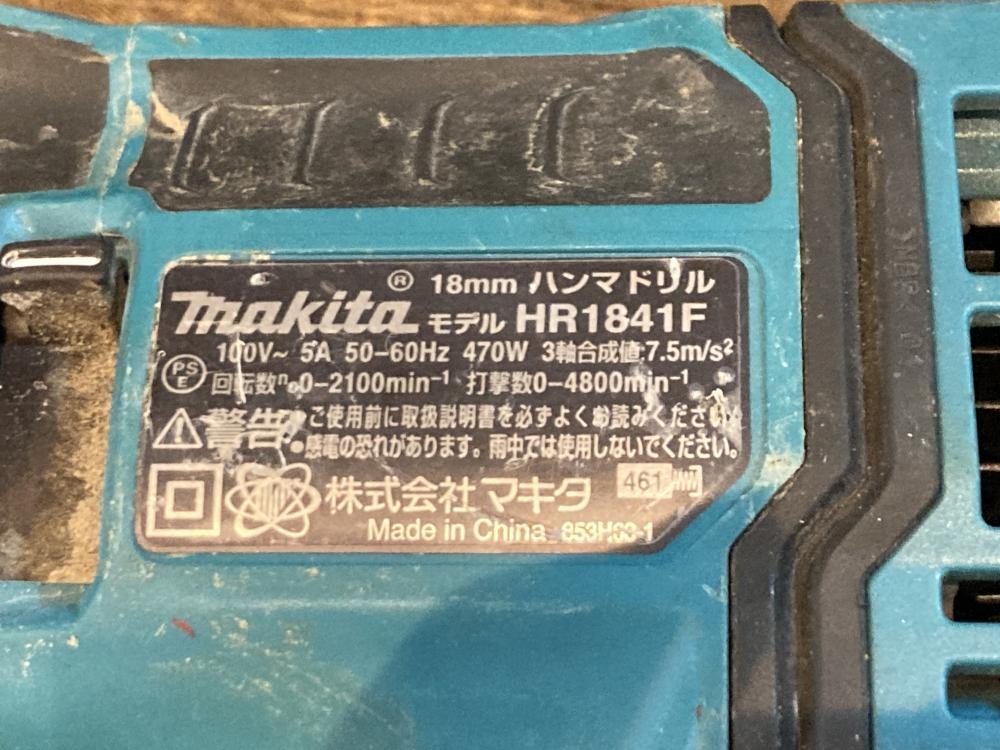 makita® 18mm ハンマドリル
モデル HR1841F
100V~ 5A 50-60Hz 470W 3軸合成値:7.5m/s²
PS
E
回転数n₀0-2100min⁻¹ 打撃数0-4800min⁻¹
警告 ●ご使用前に取扱説明書を必ずよくお読みください。
●感電の恐れがあります。雨中では使用しないでください。
株式会社マキタ 461
Made in China 853H63-1